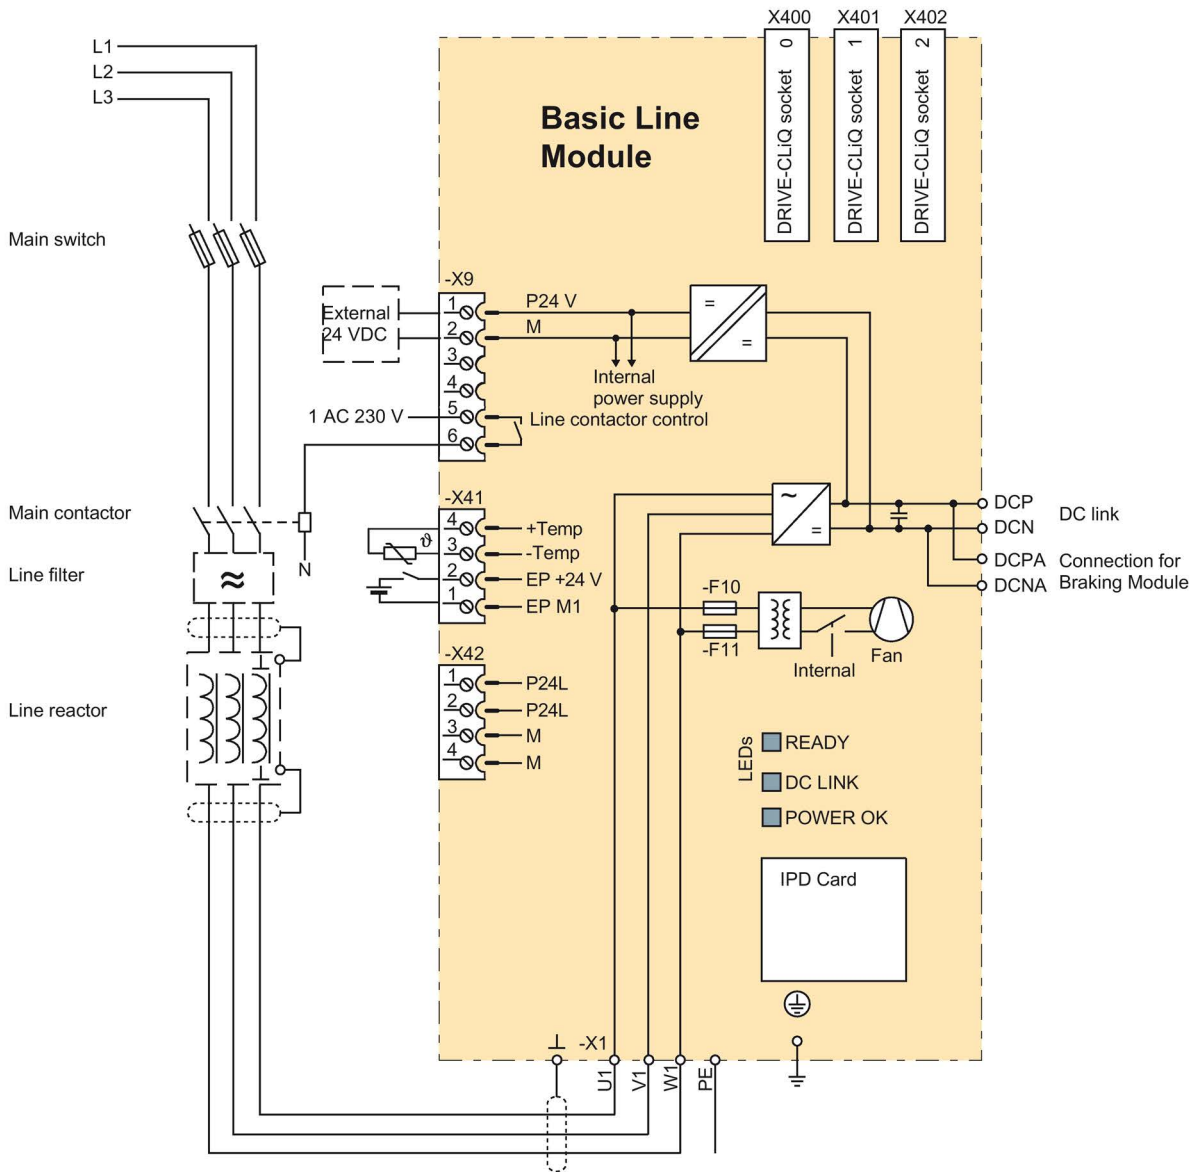 X400 X401 X402
L1
L2
L3
DRIVE-CLiQ socket 0
DRIVE-CLiQ socket 1
DRIVE-CLiQ socket 2
Basic Line
Module
Main switch
-X9
External
24 VDC
1
2
3
4
5
6
P24 V
M
=
=
Internal
power supply
1 AC 230 V
Line contactor control
Main contactor
N
-X41
4
3
2
1
ϑ
+Temp
-Temp
EP +24 V
EP M1
~
=
DCP
DCN
DC link
DCPA
DCNA
Connection for
Braking Module
Line filter
≈
-F10
-F11
Internal
Fan
-X42
1
2
3
4
P24L
P24L
M
M
Line reactor
LEDs
READY
DC LINK
POWER OK
IPD Card
-X1
U1
V1
W1
PE